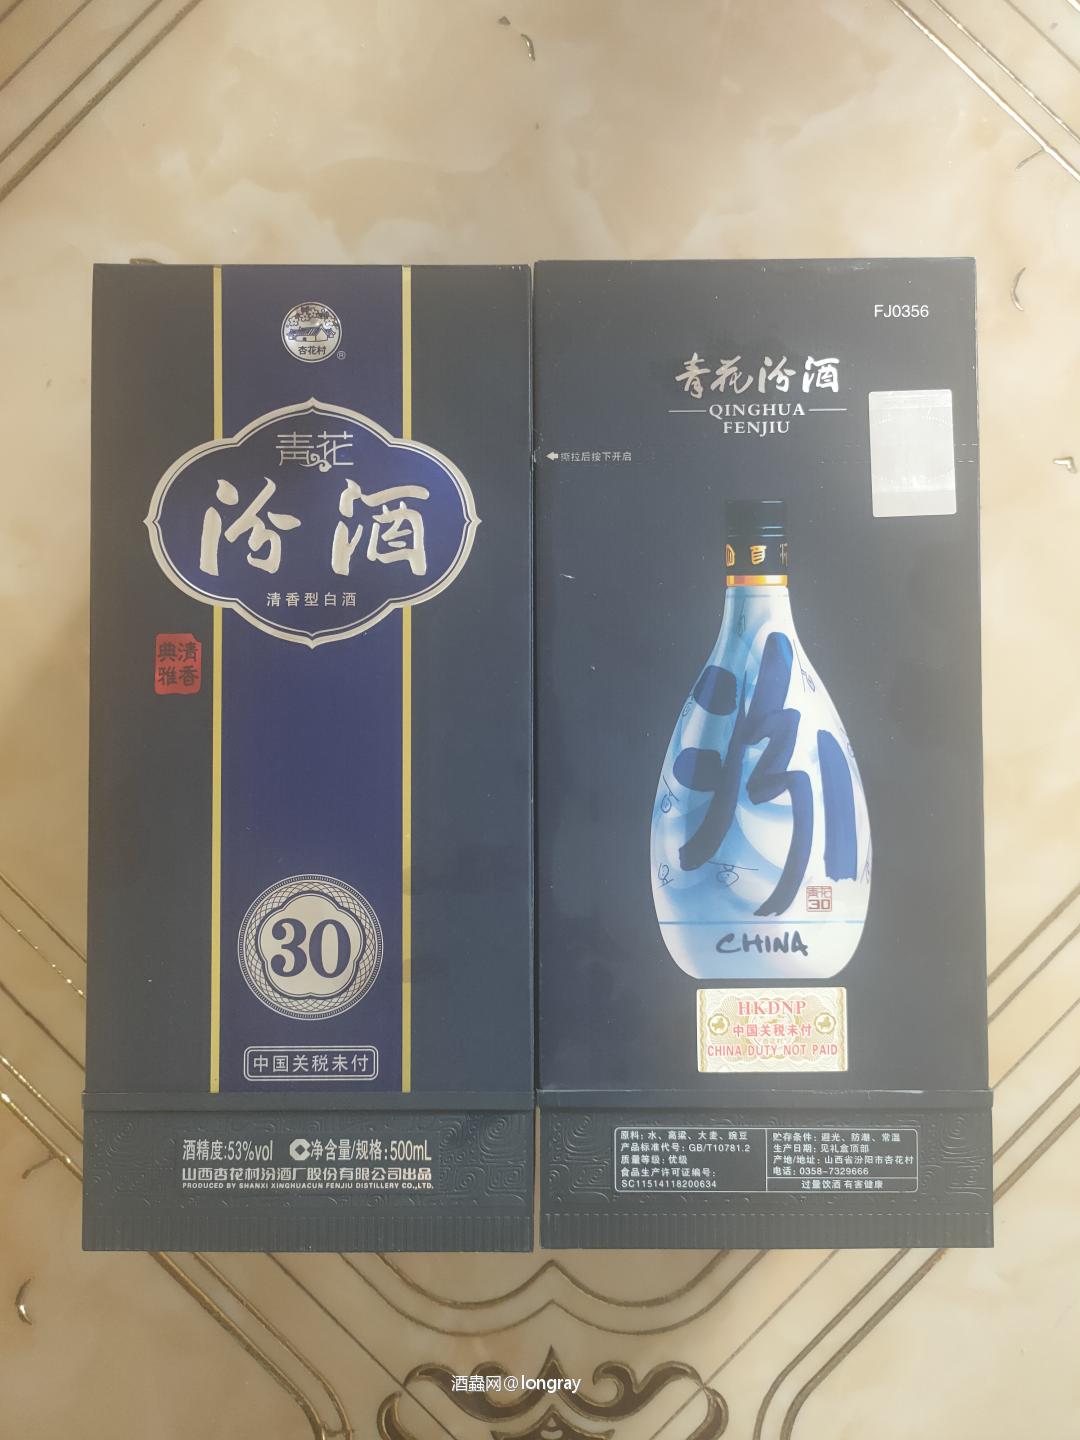 杏花村
®
青花
汾酒
清香型白酒
清香
典雅
30
中国关税未付
酒精度:53%vol 净含量/规格:500mL
山西杏花村汾酒厂股份有限公司出品
PRODUCED BY SHANXI XINGHUACUN FENJIU DISTILLERY CO.,LTD.
FJ0356
青花汾酒
QINGHUA
FENJIU
撕拉后按下开启
汾
青花
30
CHINA
HKDNP
中国关税未付
CHINA DUTY NOT PAID
原料: 水、高粱、大麦、豌豆
产品标准代号: GB/T10781.2
质量等级: 优级
食品生产许可证编号:
SC11514118200634
贮存条件: 避光、防潮、常温
生产日期: 见礼盒顶部
产地/地址: 山西省汾阳市杏花村
电话: 0358-7329666
过量饮酒 有害健康
酒蟲网@longray